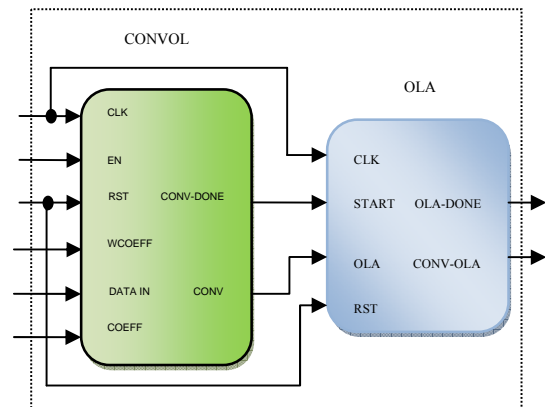 CONVOL
OLA
CLK
EN
RST CONV-DONE
WCOEFF
DATA IN CONV
COEFF
CLK
START OLA-DONE
OLA CONV-OLA
RST